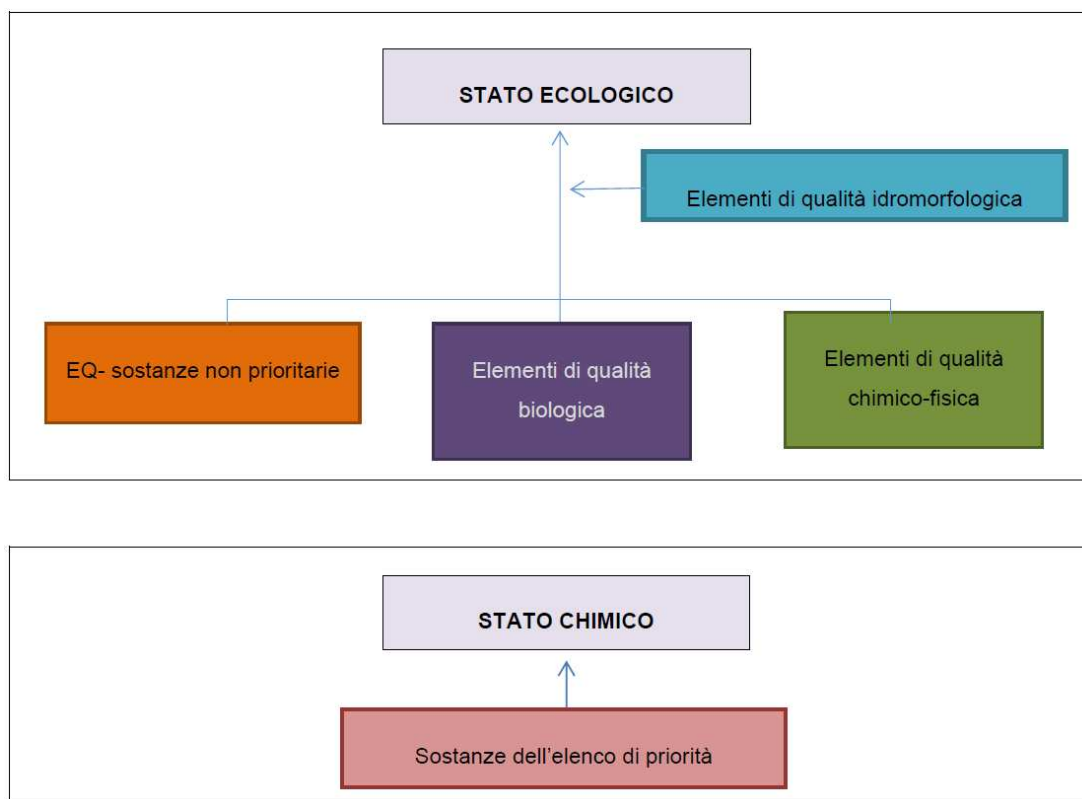 STATO ECOLOGICO
Elementi di qualità idromorfologica
EQ- sostanze non prioritarie
Elementi di qualità
biologica
Elementi di qualità
chimico-fisica
STATO CHIMICO
Sostanze dell'elenco di priorità